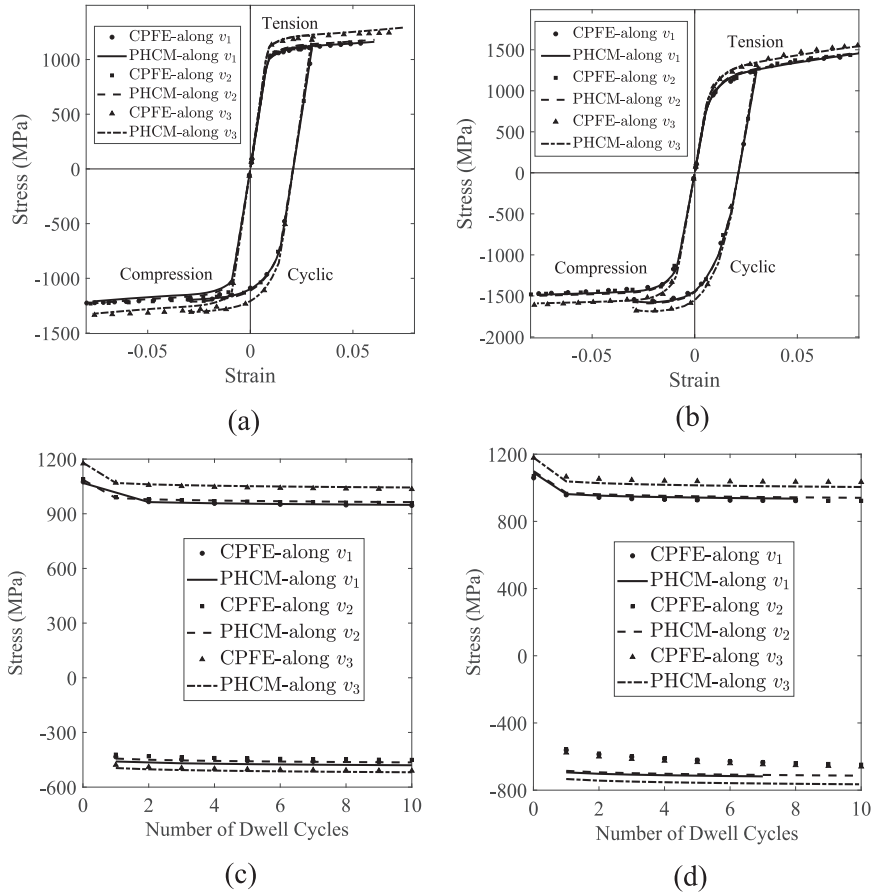 Tension
1000
500
0
-500
-1000
-1500
CPFE-along v1
PHCM-along v1
CPFE-along v2
PHCM-along v2
CPFE-along v3
PHCM-along v3
Compression
Cyclic
-0.05 0 0.05
Stress (MPa)
Strain
(a)
Tension
1500
1000
500
0
-500
-1000
-1500
-2000
CPFE-along v1
PHCM-along v1
CPFE-along v2
PHCM-along v2
CPFE-along v3
PHCM-along v3
Compression
Cyclic
-0.05 0 0.05
Stress (MPa)
Strain
(b)
1200
900
600
300
0
-300
-600
CPFE-along v1
PHCM-along v1
CPFE-along v2
PHCM-along v2
CPFE-along v3
PHCM-along v3
0 2 4 6 8 10
Stress (MPa)
Number of Dwell Cycles
(c)
1200
800
400
0
-400
-800
CPFE-along v1
PHCM-along v1
CPFE-along v2
PHCM-along v2
CPFE-along v3
PHCM-along v3
0 2 4 6 8 10
Stress (MPa)
Number of Dwell Cycles
(d)